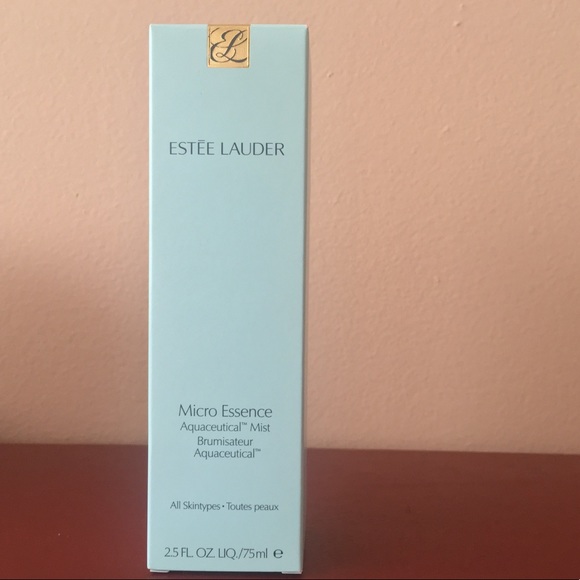 EL
ESTĒE LAUDER
Micro Essence
Aquaceutical™ Mist
Brumisateur
Aquaceutical™
All Skintypes • Toutes peaux
2.5 FL. OZ. LIQ./75ml ℮